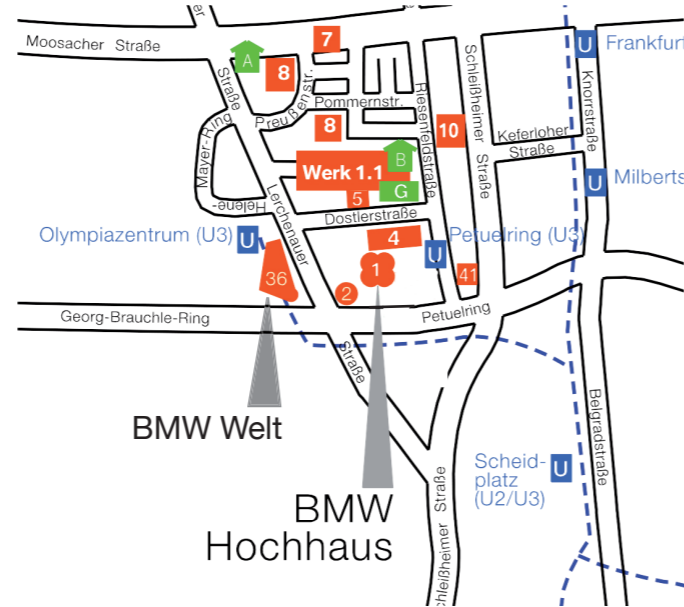 er
Moosacher Straße
A
8
7
U
Frankfurt
Straße
Preußenstr.
Pommernstr.
8
Riesenfeldstraße
10
Schleißheimer Straße
Knorrstraße
Keferloher
Straße
Mayer-Ring
Helene-
Werk 1.1
B
G
5
U
Milberts
Lerchenauer
Dostlerstraße
Olympiazentrum (U3)
U
4
U
Petuelring (U3)
36
2
1
41
Georg-Brauchle-Ring
Petuelring
Straße
BMW Welt
Belgradstraße
Scheid-
platz
(U2/U3)
U
BMW
Hochhaus
chleißheimer Straße